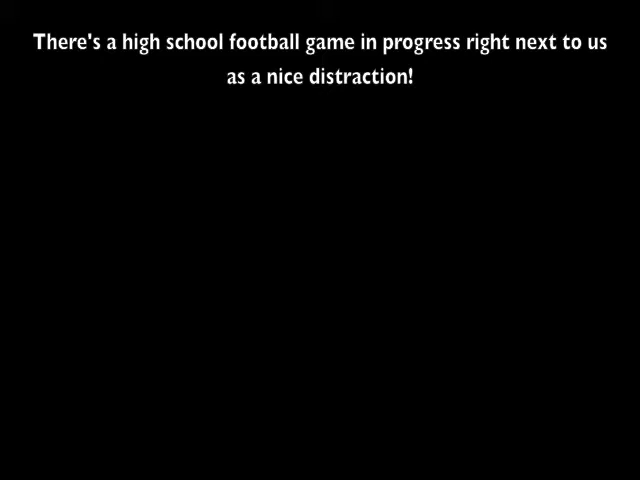 There's a high school football game in progress right next to us
as a nice distraction!